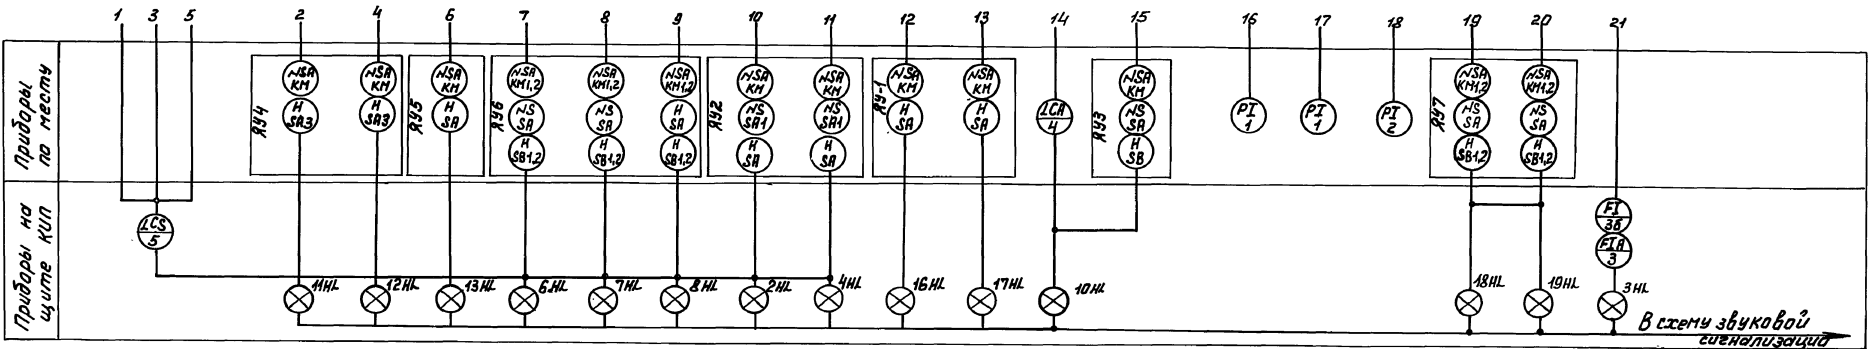 1 3 5 2 4 6 7 8 9 10 11 12 13 14 15 16 17 18 19 20 21
Приборы по месту
ЯУ4
NSA KM
H SA3
NSA KM
H SA3
ЯУ5
NSA KM
H SA
ЯУ6
NSA KM1,2
NS SA
H SB1,2
NSA KM1,2
NS SA
H SB1,2
NSA KM1,2
H SA
H SB1,2
ЯУ2
NSA KM
NS SA1
H SA
NSA KM
NS SA1
H SA
ЯУ-1
NSA KM
H SA
NSA KM
H SA
LCA 4
ЯУ3
NSA KM
NS SA
H SB
PI 1
PI 1
PI 2
ЯУ7
NSA KM1,2
NS SA
H SB1,2
NSA KM1,2
NS SA
H SB1,2
Приборы на щите КИП
LCS 5
FI 3б
FIA 3
11HL 12HL 13HL 6HL 7HL 8HL 2HL 4HL 16HL 17HL 10HL 18HL 19HL 3HL
В схему звуковой
сигнализации